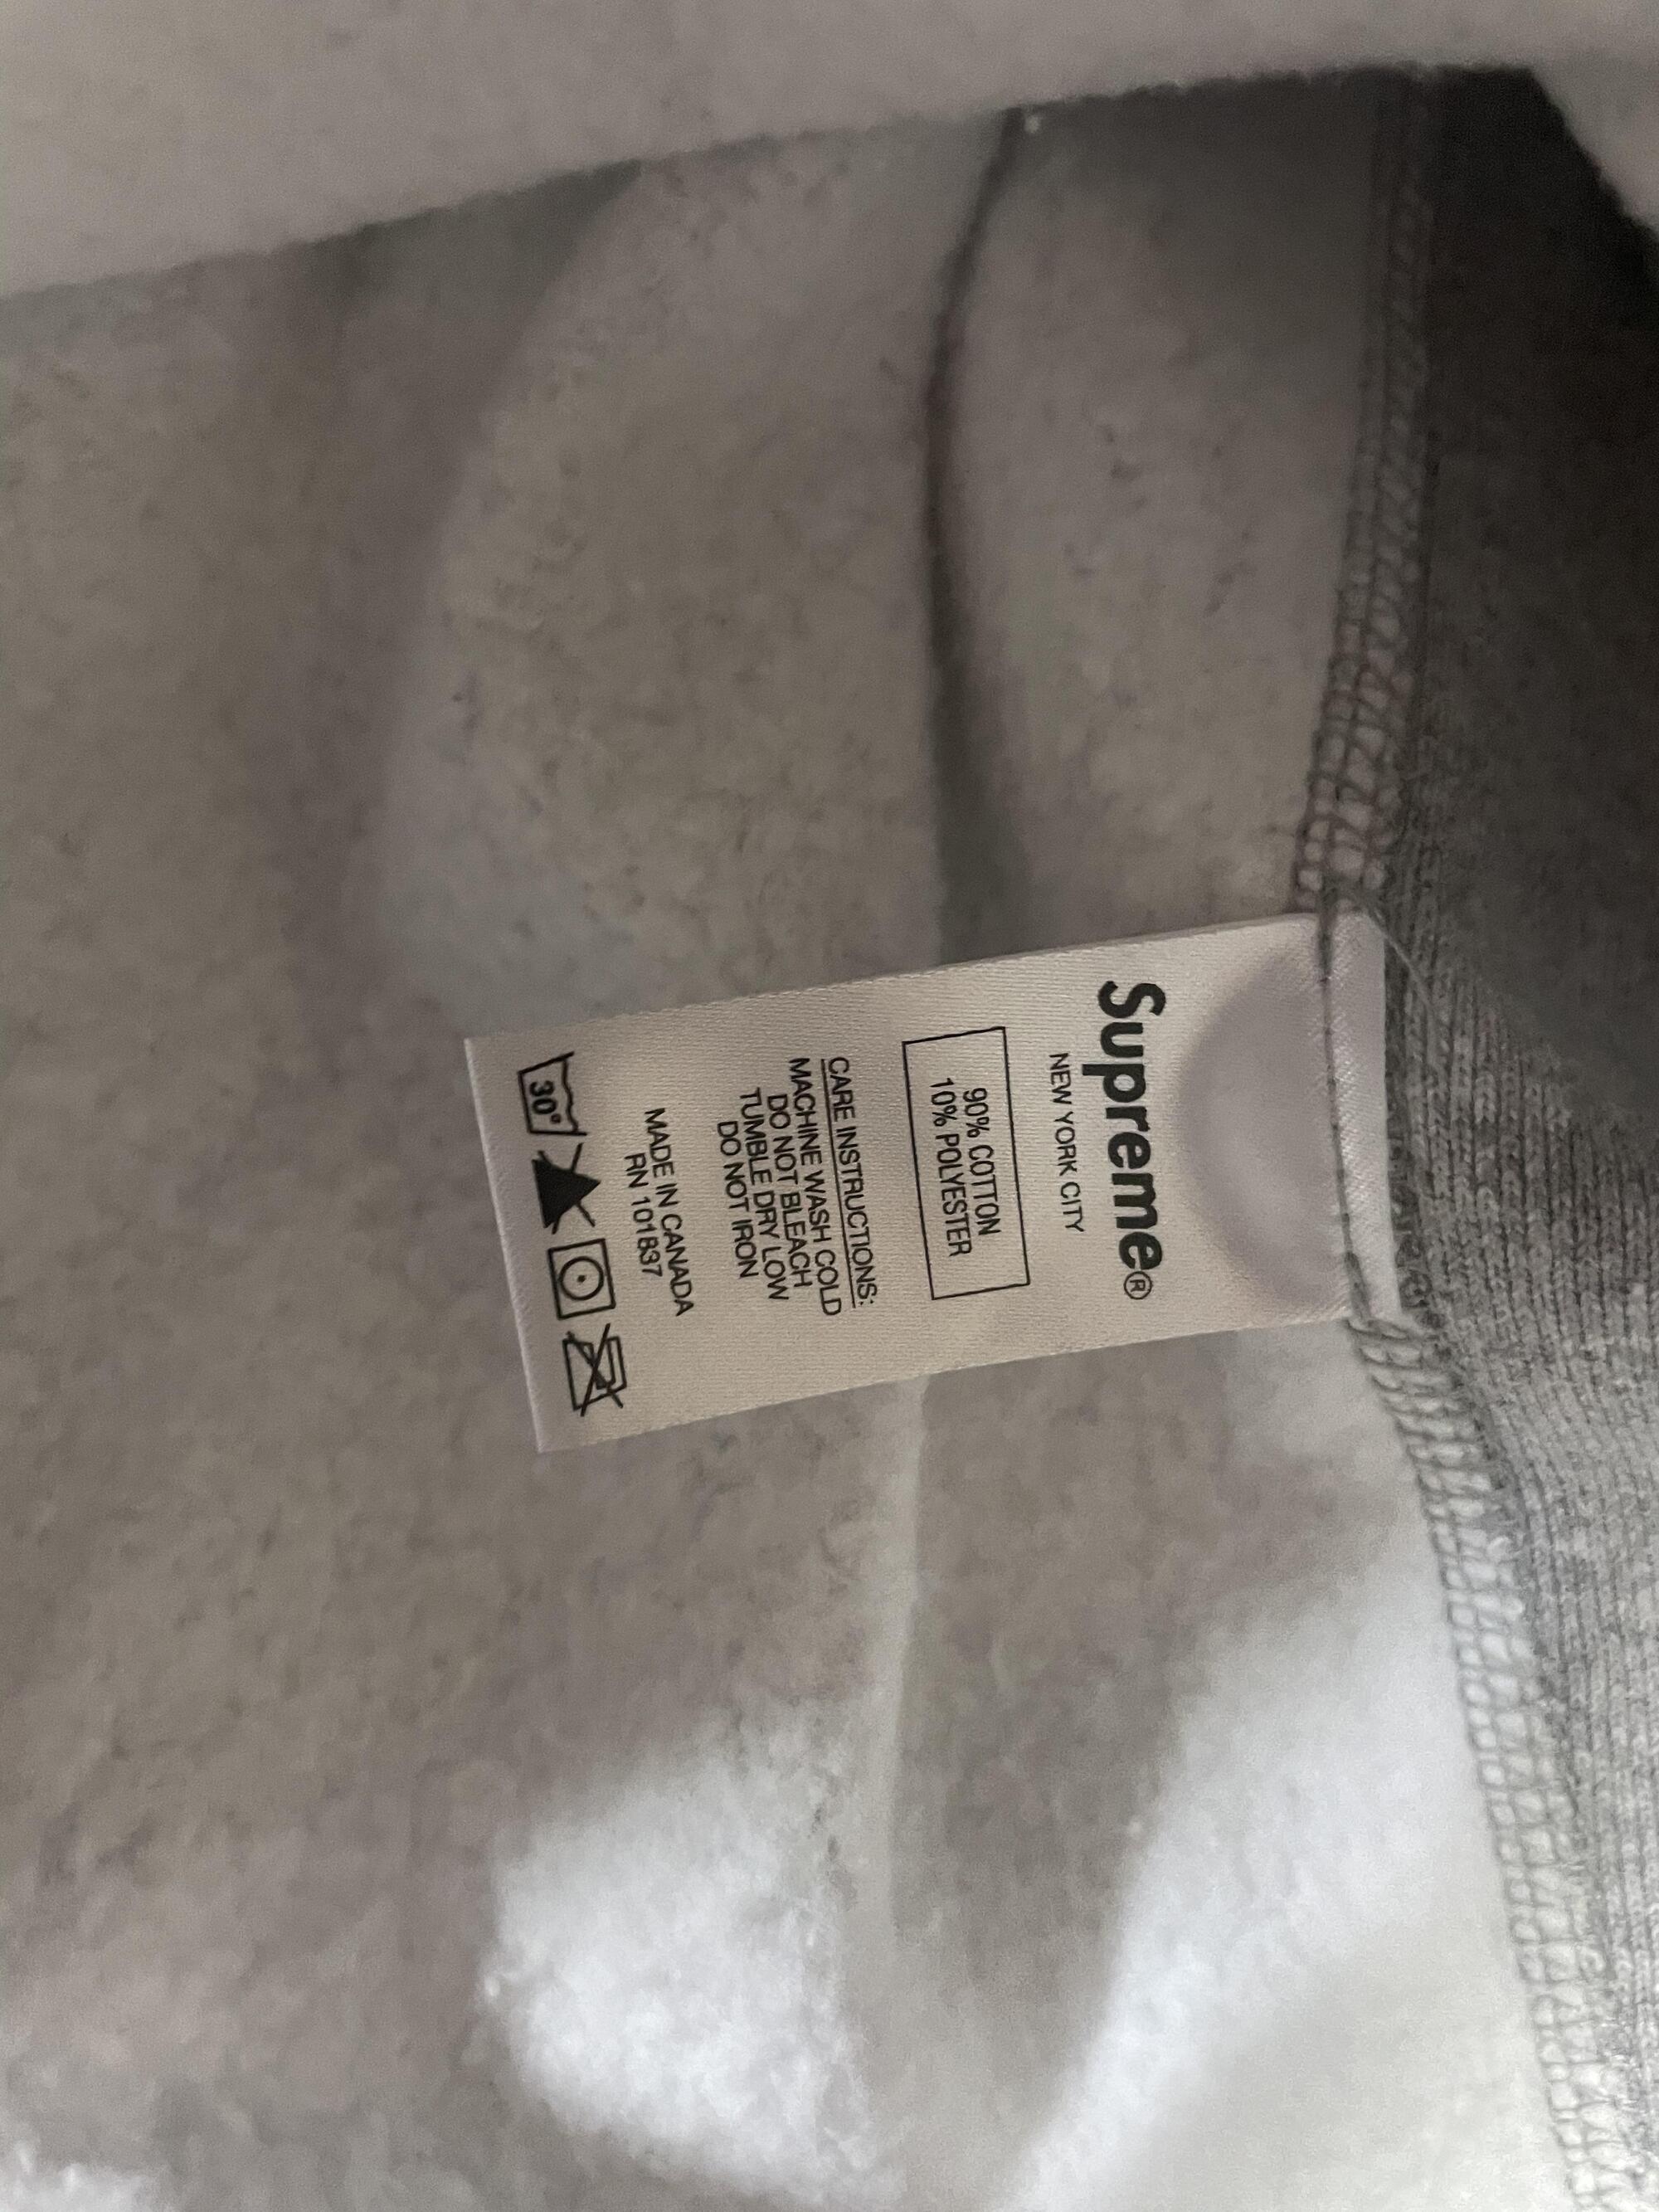 Supreme®
NEW YORK CITY
90% COTTON
10% POLYESTER
CARE INSTRUCTIONS:
MACHINE WASH COLD
DO NOT BLEACH
TUMBLE DRY LOW
DO NOT IRON
MADE IN CANADA
RN 101837
30°